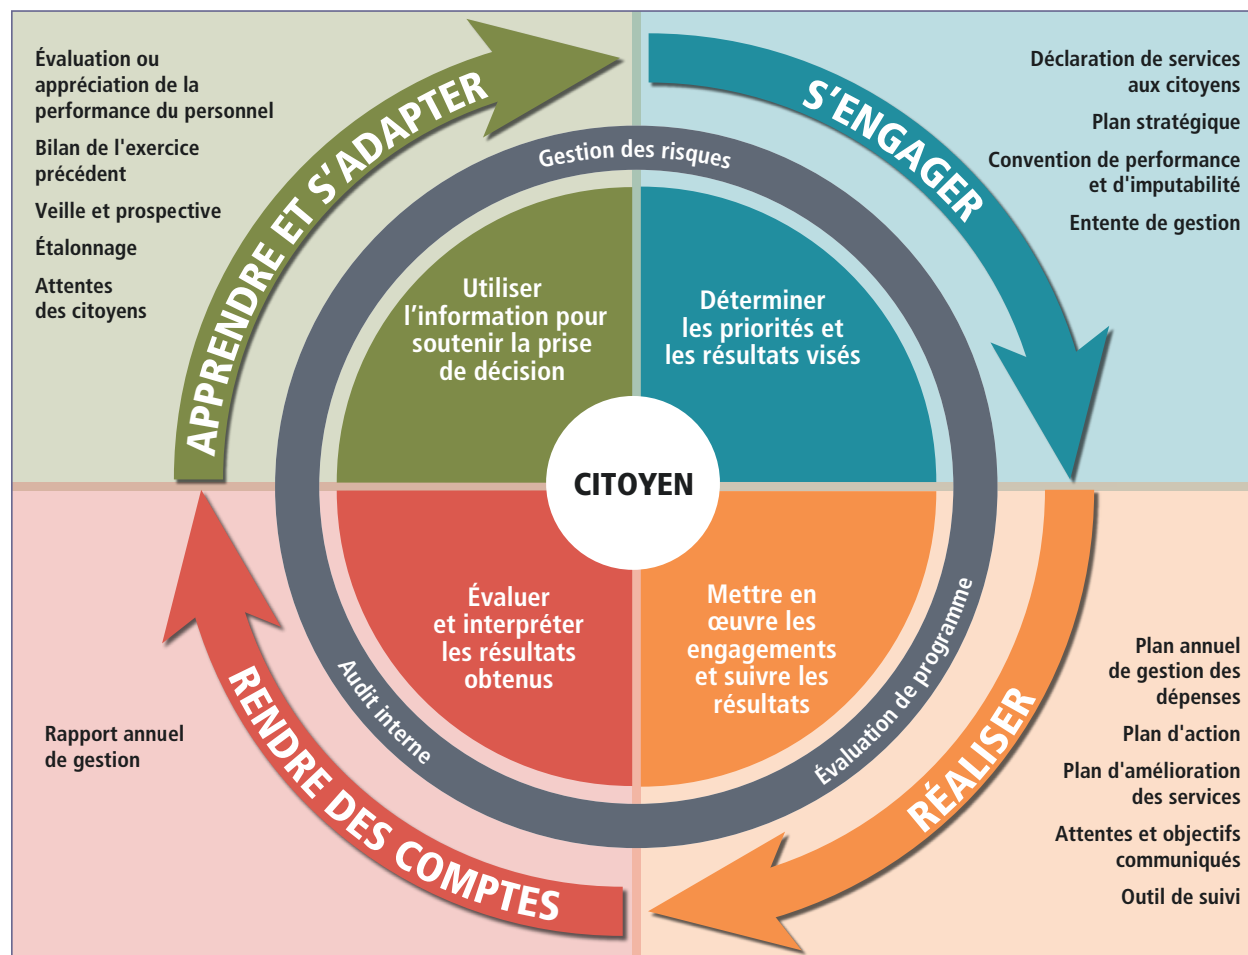 Évaluation ou
appréciation de la
performance du personnel
Bilan de l'exercice
précédent
Veille et prospective
Étalonnage
Attentes
des citoyens
APPRENDRE ET S’ADAPTER
S’ENGAGER
Déclaration de services
aux citoyens
Plan stratégique
Convention de performance
et d'imputabilité
Entente de gestion
Gestion des risques
Utiliser
l’information pour
soutenir la prise
de décision
Déterminer
les priorités et
les résultats visés
CITOYEN
Évaluer
et interpréter
les résultats
obtenus
Mettre en
œuvre les
engagements
et suivre les
résultats
Audit interne
Évaluation de programme
RENDRE DES COMPTES
RÉALISER
Rapport annuel
de gestion
Plan annuel
de gestion des
dépenses
Plan d'action
Plan d'amélioration
des services
Attentes et objectifs
communiqués
Outil de suivi